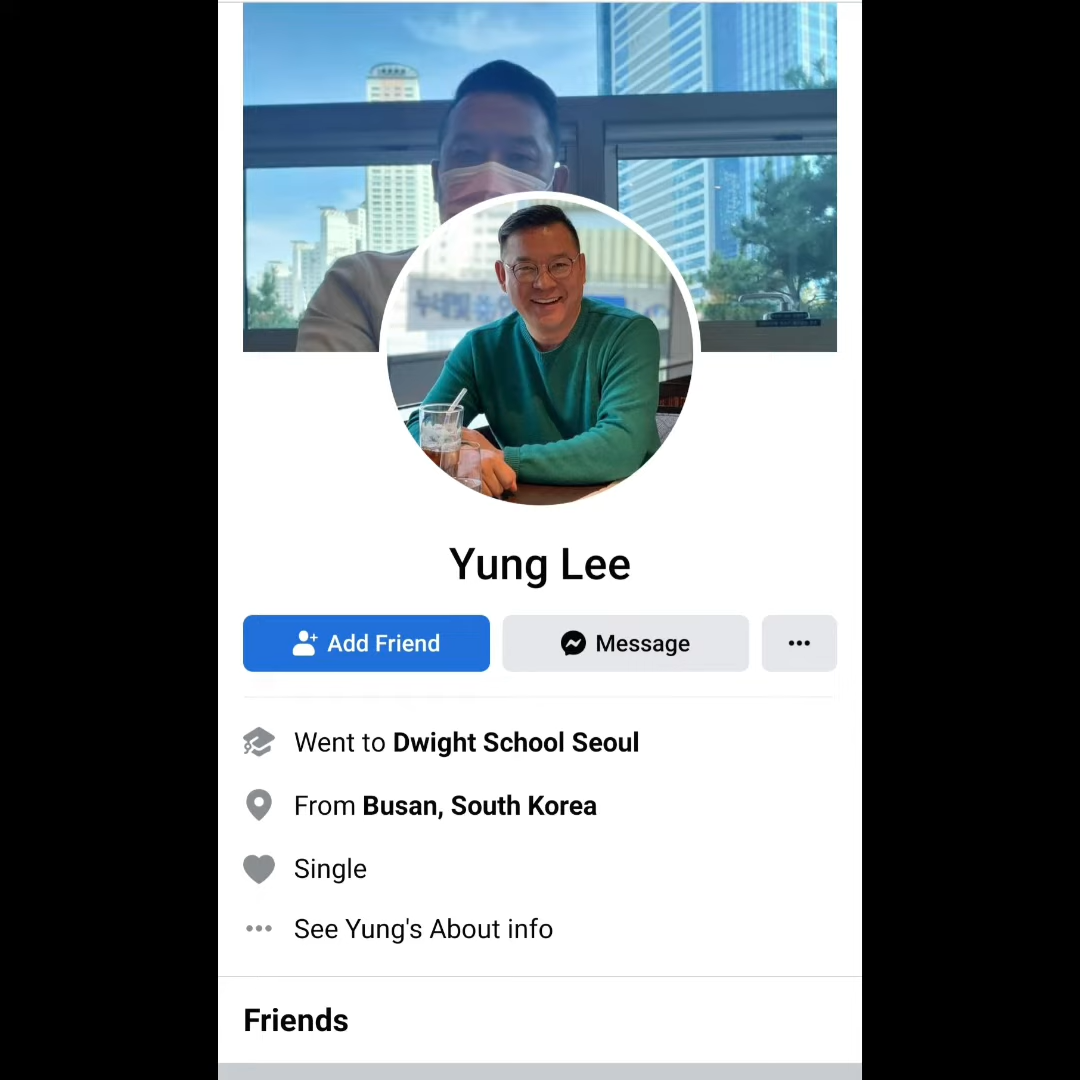 Yung Lee
Add Friend
Message
Went to Dwight School Seoul
From Busan, South Korea
Single
See Yung's About info
Friends